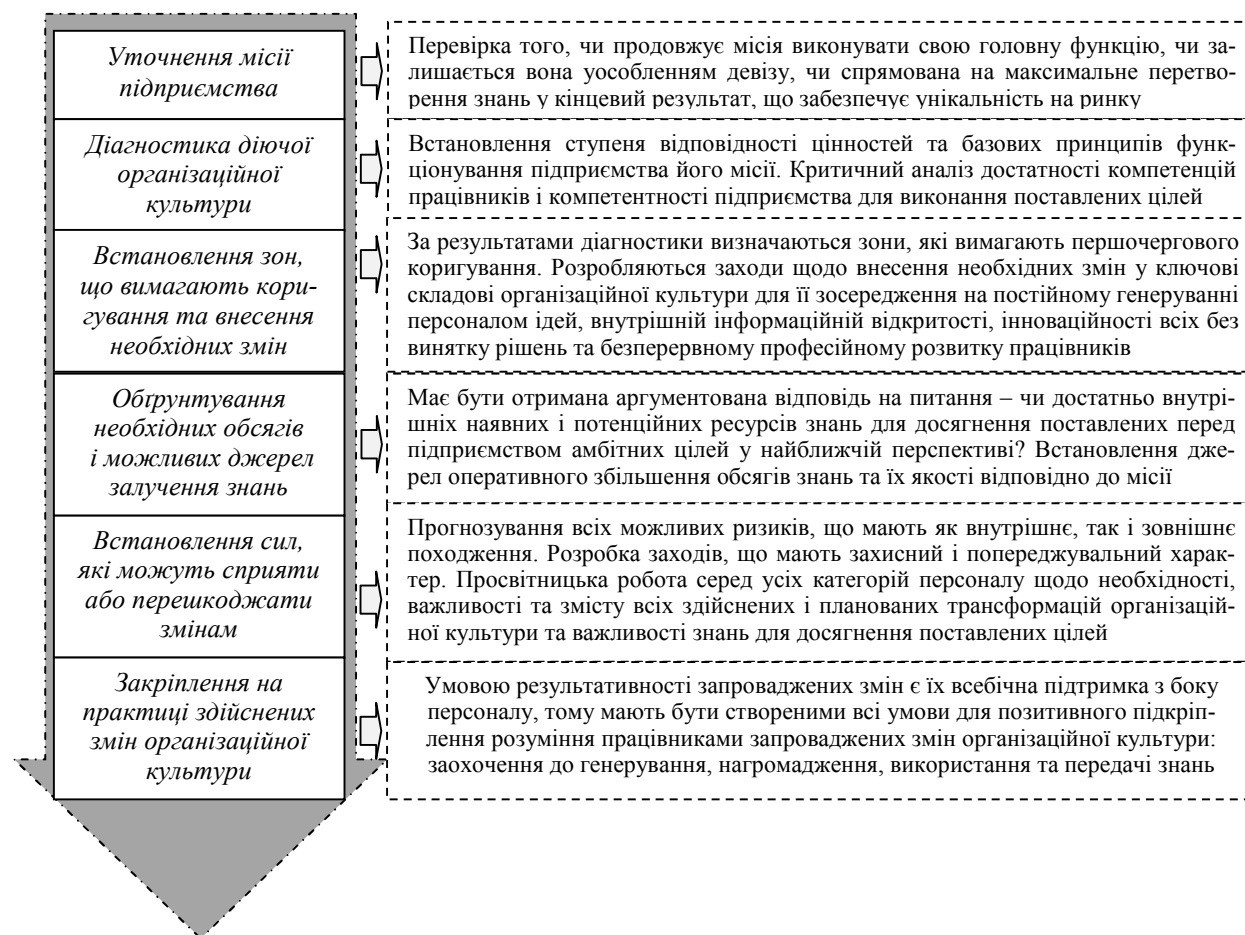 Уточнення місії
підприємства
Перевірка того, чи продовжує місія виконувати свою головну функцію, чи за-
лишається вона уособленням девізу, чи спрямована на максимальне перетво-
рення знань у кінцевий результат, що забезпечує унікальність на ринку
Діагностика діючої
організаційної
культури
Встановлення ступеня відповідності цінностей та базових принципів функ-
ціонування підприємства його місії. Критичний аналіз достатності компетенцій
працівників і компетентності підприємства для виконання поставлених цілей
Встановлення зон,
що вимагають кори-
гування та внесення
необхідних змін
За результатами діагностики визначаються зони, які вимагають першочергового
коригування. Розробляються заходи щодо внесення необхідних змін у ключові
складові організаційної культури для її зосередження на постійному генеруванні
персоналом ідей, внутрішній інформаційній відкритості, інноваційності всіх без
винятку рішень та безперервному професійному розвитку працівників
Обґрунтування
необхідних обсягів
і можливих джерел
залучення знань
Має бути отримана аргументована відповідь на питання – чи достатньо внутрі-
шніх наявних і потенційних ресурсів знань для досягнення поставлених перед
підприємством амбітних цілей у найближчій перспективі? Встановлення дже-
рел оперативного збільшення обсягів знань та їх якості відповідно до місії
Встановлення сил,
які можуть сприяти
або перешкоджати
змінам
Прогнозування всіх можливих ризиків, що мають як внутрішнє, так і зовнішнє
походження. Розробка заходів, що мають захисний і попереджувальний харак-
тер. Просвітницька робота серед усіх категорій персоналу щодо необхідності,
важливості та змісту всіх здійснених і планованих трансформацій організацій-
ної культури та важливості знань для досягнення поставлених цілей
Закріплення на
практиці здійснених
змін організаційної
культури
Умовою результативності запроваджених змін є їх всебічна підтримка з боку
персоналу, тому мають бути створеними всі умови для позитивного підкріп-
лення розуміння працівниками запроваджених змін організаційної культури:
заохочення до генерування, нагромадження, використання та передачі знань